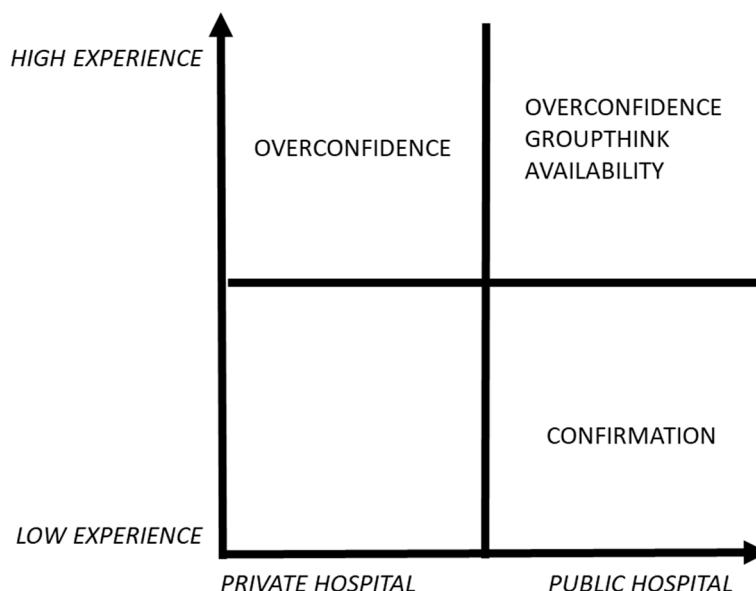 HIGH EXPERIENCE
OVERCONFIDENCE
OVERCONFIDENCE
GROUPTHINK
AVAILABILITY
CONFIRMATION
LOW EXPERIENCE
PRIVATE HOSPITAL
PUBLIC HOSPITAL